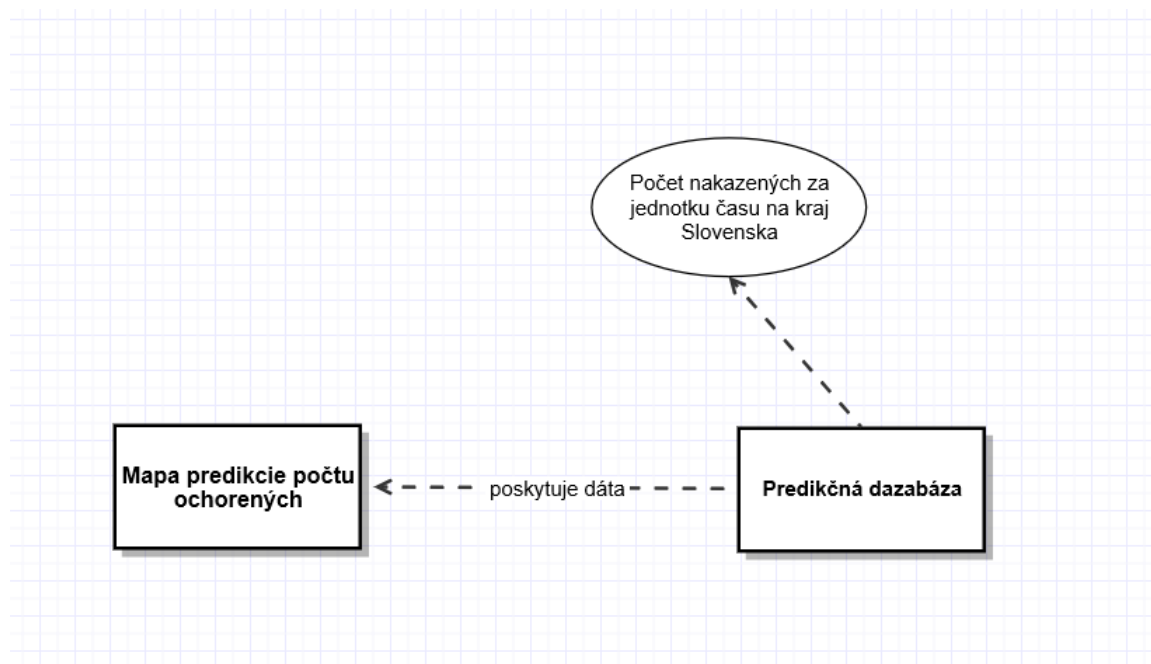 Počet nakazených za
jednotku času na kraj
Slovenska
Mapa predikcie počtu
ochorených
poskytuje dáta
Predikčná dazabáza